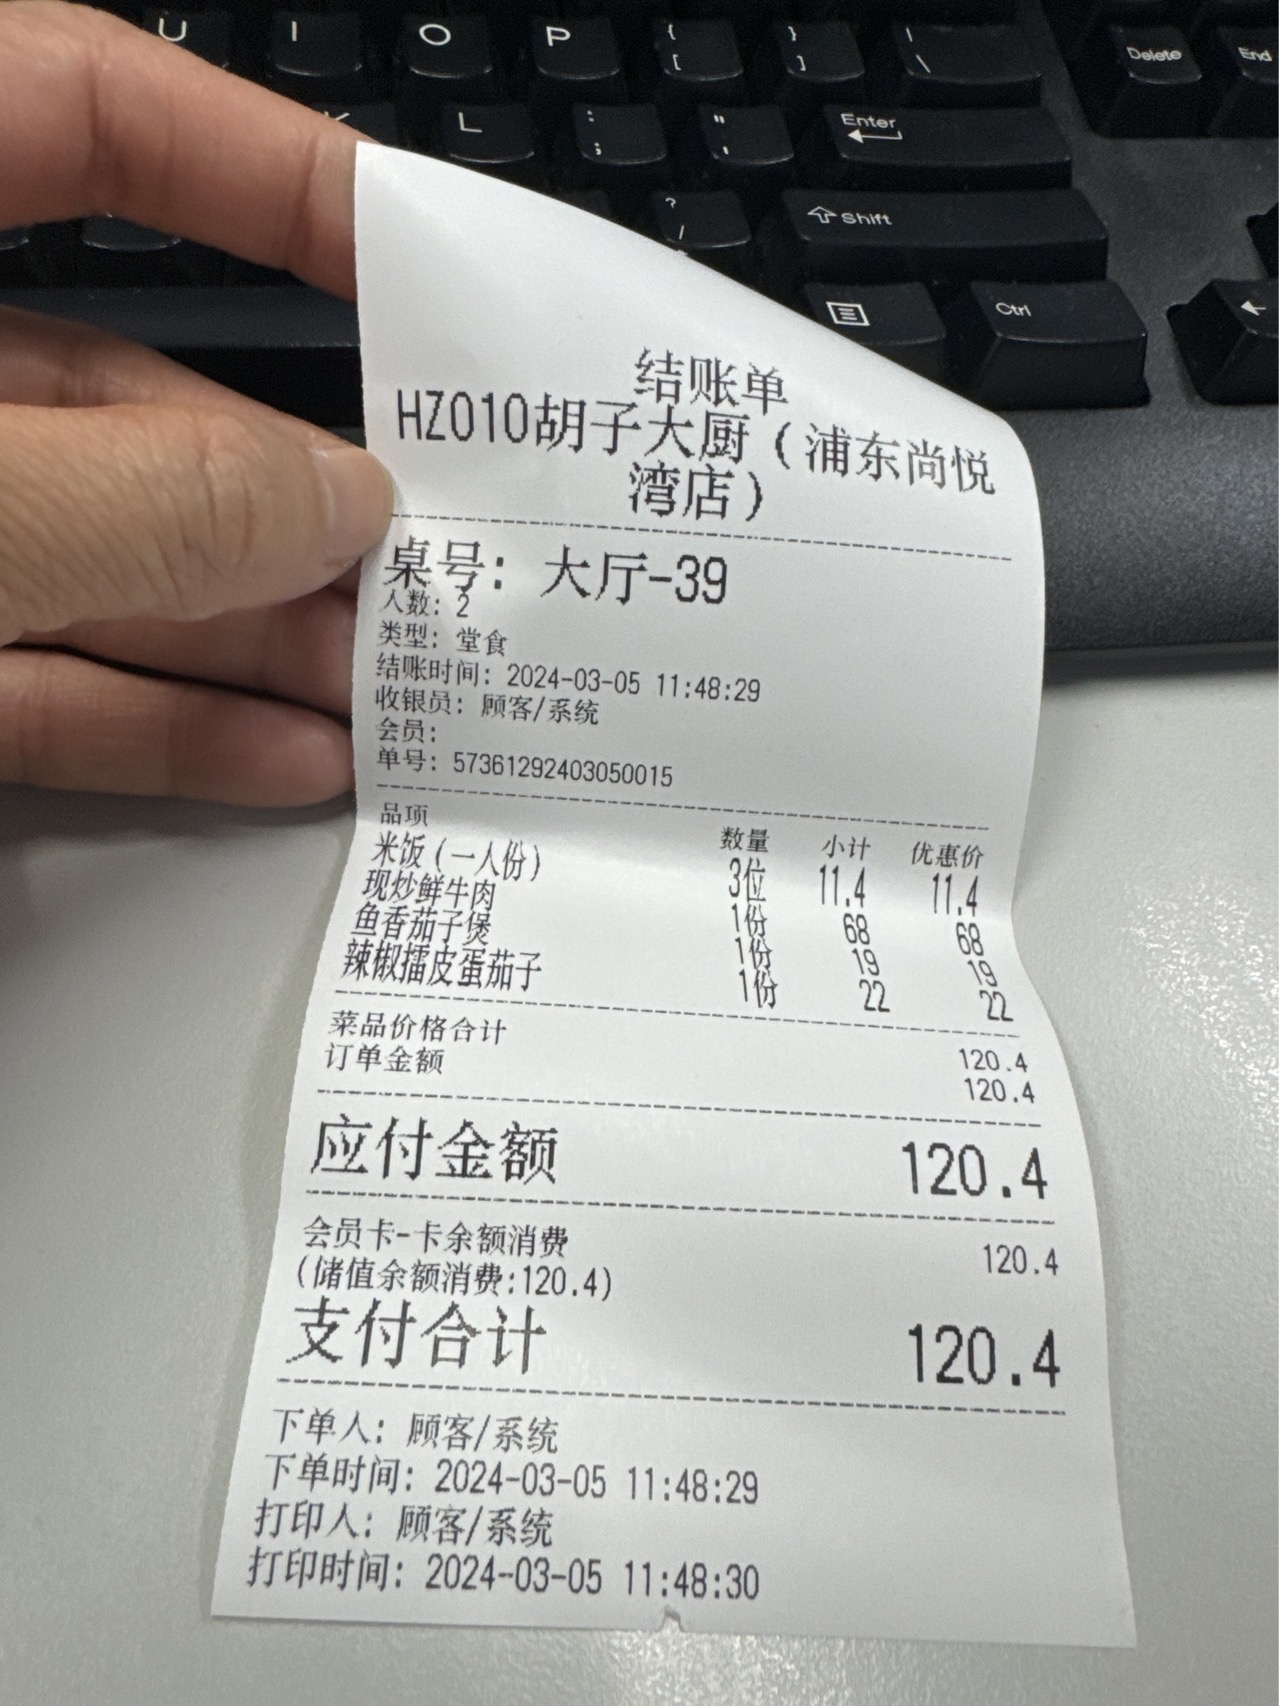 U I O P { [ } ] | \ Delete End
K L : ; " ' Enter
? / Shift
Ctrl
结账单
HZ010胡子大厨（浦东尚悦
湾店）
桌号：大厅-39
人数：2
类型：堂食
结账时间：2024-03-05 11:48:29
收银员：顾客/系统
会员：
单号：57361292403050015
品项 数量 小计 优惠价
米饭（一人份） 3位 11.4 11.4
现炒鲜牛肉 1份 68 68
鱼香茄子煲 1份 19 19
辣椒擂皮蛋茄子 1份 22 22
菜品价格合计 120.4
订单金额 120.4
应付金额 120.4
会员卡-卡余额消费 120.4
(储值余额消费:120.4)
支付合计 120.4
下单人：顾客/系统
下单时间：2024-03-05 11:48:29
打印人：顾客/系统
打印时间：2024-03-05 11:48:30